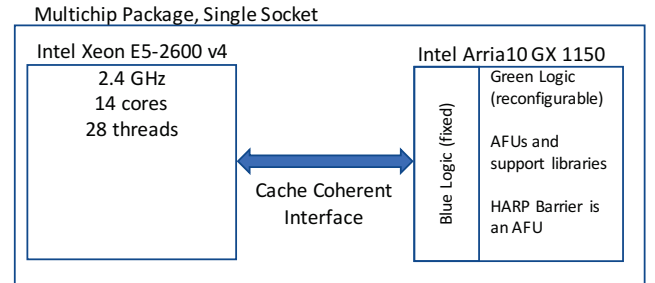 Multichip Package, Single Socket
Intel Xeon E5-2600 v4
2.4 GHz
14 cores
28 threads
Cache Coherent
Interface
Intel Arria10 GX 1150
Blue Logic (fixed)
Green Logic
(reconfigurable)
AFUs and
support libraries
HARP Barrier is
an AFU